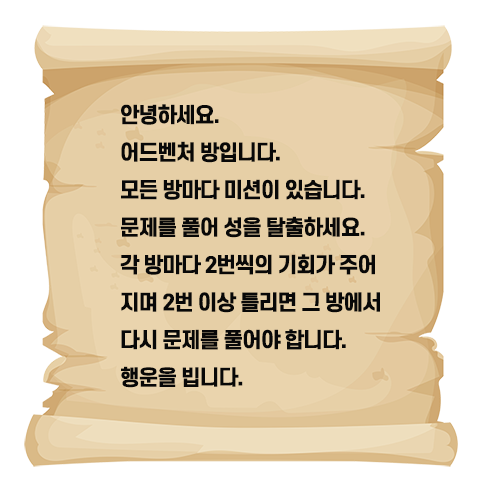 안녕하세요.
어드벤처 방입니다.
모든 방마다 미션이 있습니다.
문제를 풀어 성을 탈출하세요.
각 방마다 2번씩의 기회가 주어
지며 2번 이상 틀리면 그 방에서
다시 문제를 풀어야 합니다.
행운을 빕니다.